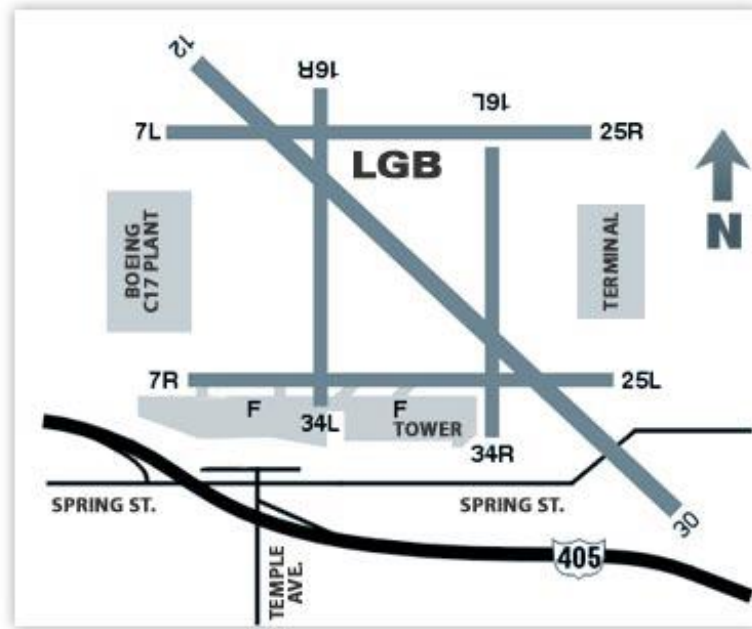 12
16R
16L
7L
25R
LGB
N
BOEING
C17 PLANT
TERMINAL
7R
25L
F
F
34L
TOWER
34R
SPRING ST.
SPRING ST.
30
405
TEMPLE
AVE.